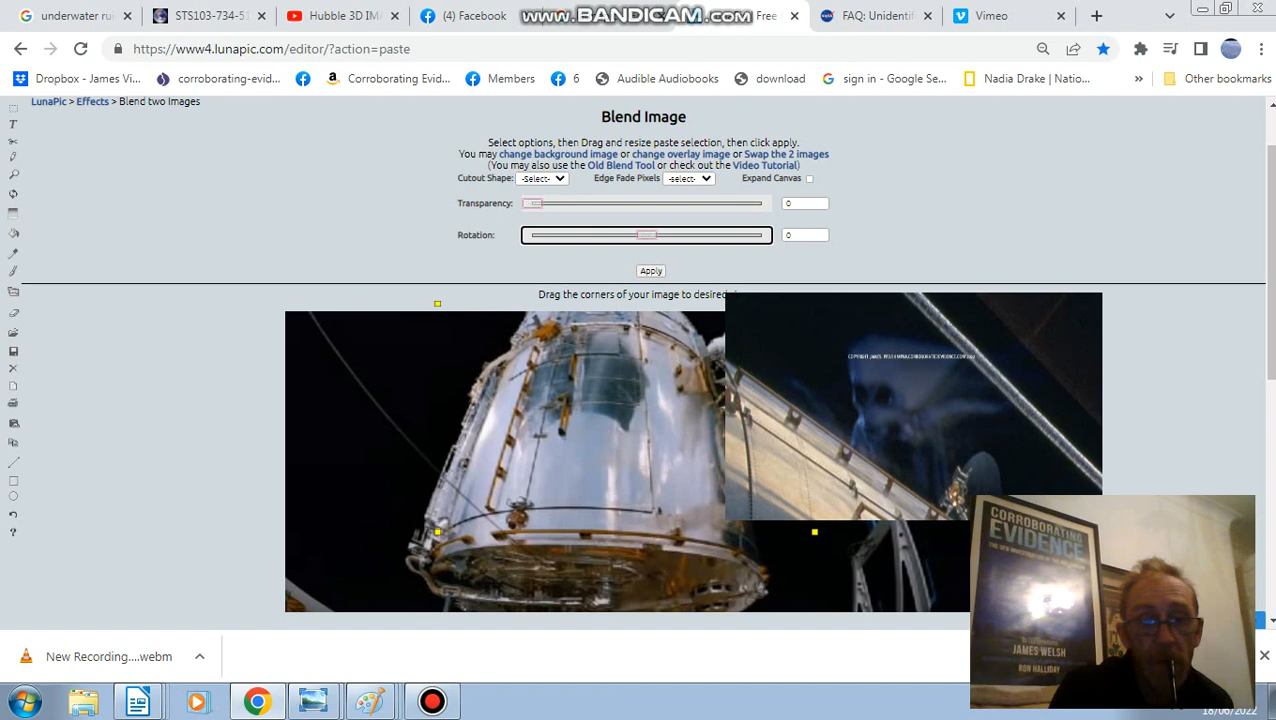 underwater rui
STS103-734-5
Hubble 3D IM
(4) Facebook
www.BANDICAM.com
Free
FAQ: Unidentif
Vimeo
https://www4.lunapic.com/editor/?action=paste
Dropbox - James Vi...
corroborating-evid...
Corroborating Evid...
Members
6
Audible Audiobooks
download
sign in - Google Se...
Nadia Drake | Natio...
»
Other bookmarks
LunaPic > Effects > Blend two Images
Blend Image
Select options, then Drag and resize paste selection, then click apply.
You may change background image or change overlay image or Swap the 2 images
(You may also use the Old Blend Tool or check out the Video Tutorial)
Cutout Shape: -Select- Edge Fade Pixels -select- Expand Canvas
Transparency: 0
Rotation: 0
Apply
Drag the corners of your image to desired
CORROBORATING
EVIDENCE
JAMES WELSH
RON HALLIDAY
New Recording....webm
18/06/2022